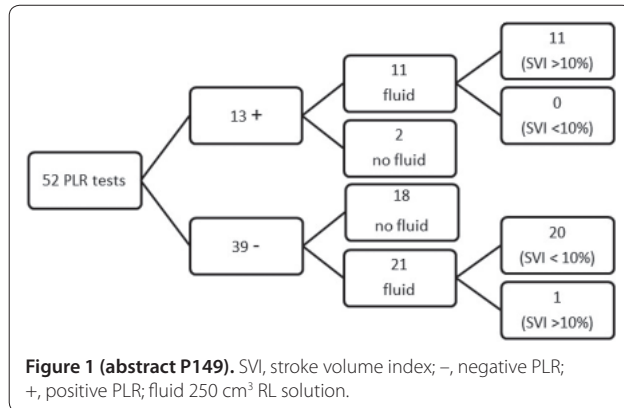 52 PLR tests
13 +
39 -
11
fluid
2
no fluid
18
no fluid
21
fluid
11
(SVI >10%)
0
(SVI <10%)
20
(SVI < 10%)
1
(SVI >10%)
Figure 1 (abstract P149). SVI, stroke volume index; –, negative PLR;
+, positive PLR; fluid 250 cm³ RL solution.